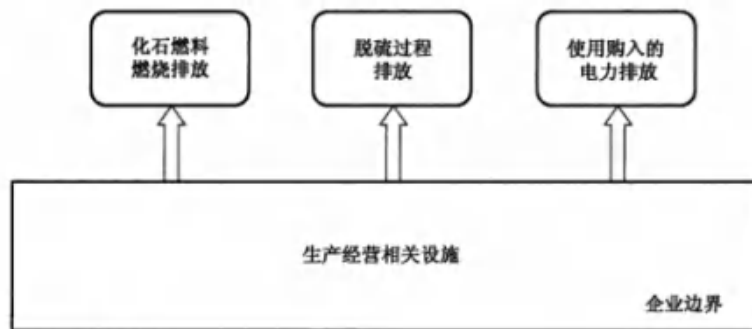 化石燃料
燃烧排放
脱硫过程
排放
使用购入的
电力排放
生产经营相关设施
企业边界